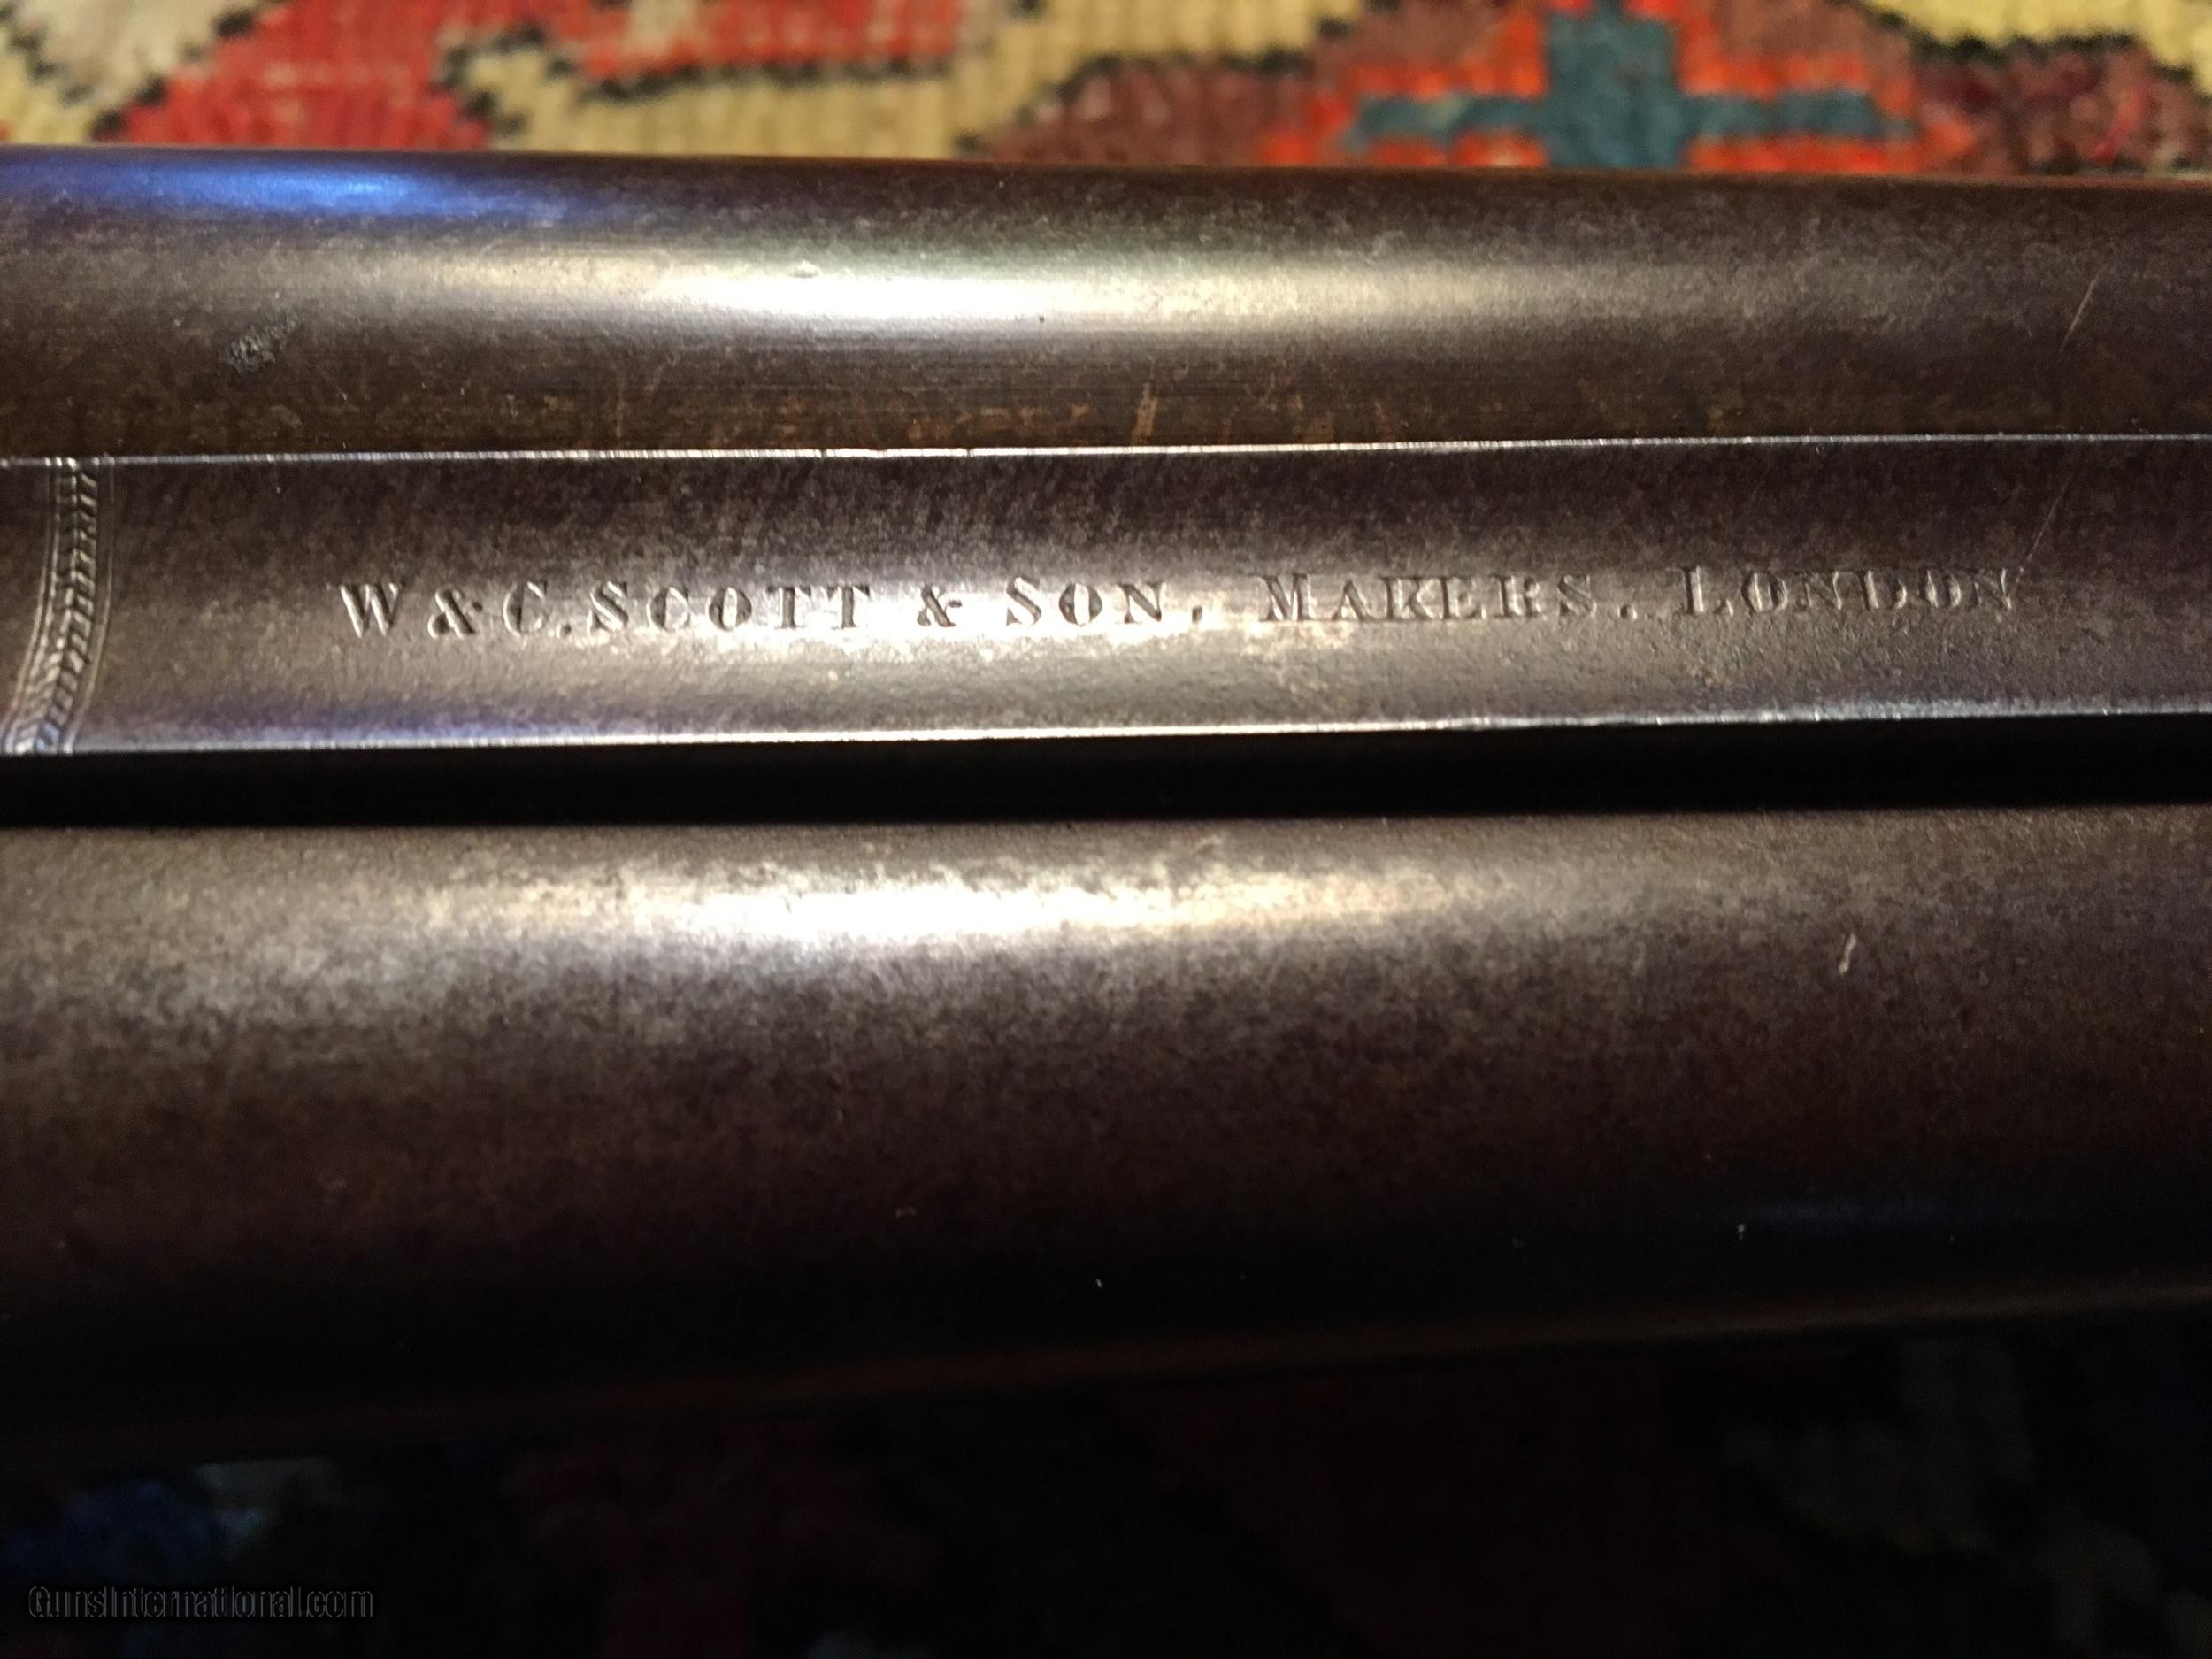 W & C. SCOTT & SON, MAKERS. LONDON
GunsInternational.com